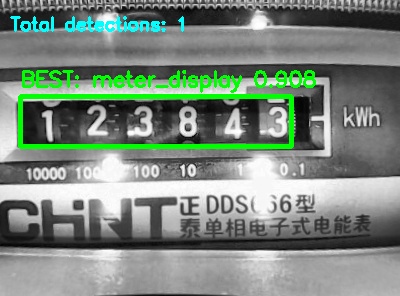 Total detections: 1
BEST: meter_display 0.908
1 2 3 8 4 3 kWh
10000 1000 100 10 1 0.1
CHNT 正泰 DDS666型
单相电子式电能表